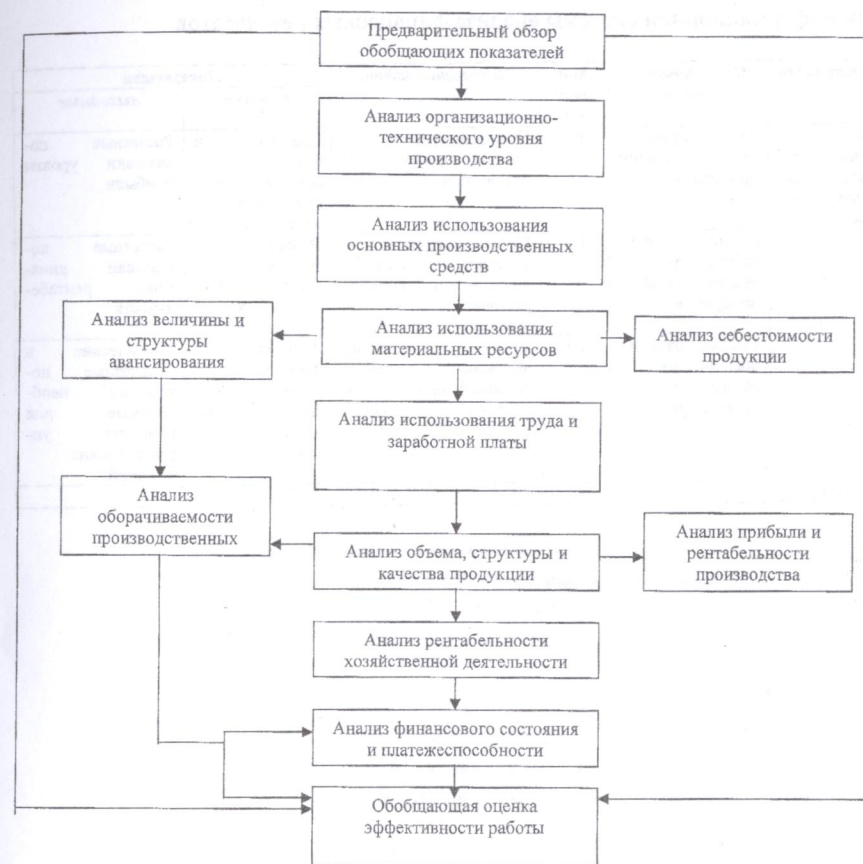 Предварительный обзор
обобщающих показателей
Анализ организационно-
технического уровня
производства
Анализ использования
основных производственных
средств
Анализ величины и
структуры
авансирования
Анализ использования
материальных ресурсов
Анализ себестоимости
продукции
Анализ использования труда и
заработной платы
Анализ
оборачиваемости
производственных
Анализ объема, структуры и
качества продукции
Анализ прибыли и
рентабельности
производства
Анализ рентабельности
хозяйственной деятельности
Анализ финансового состояния
и платежеспособности
Обобщающая оценка
эффективности работы